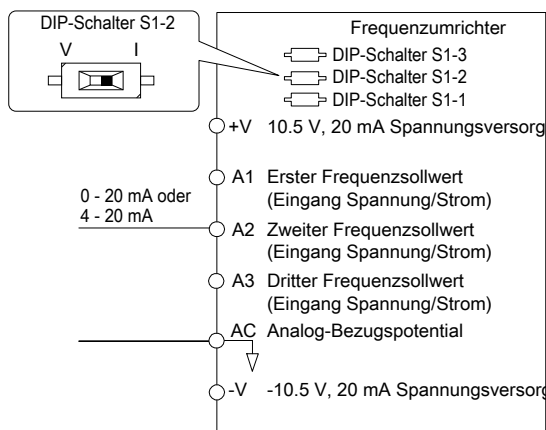 DIP-Schalter S1-2
V I
Frequenzumrichter
DIP-Schalter S1-3
DIP-Schalter S1-2
DIP-Schalter S1-1
+V 10.5 V, 20 mA Spannungsversorg
A1 Erster Frequenzsollwert
(Eingang Spannung/Strom)
0 - 20 mA oder
4 - 20 mA
A2 Zweiter Frequenzsollwert
(Eingang Spannung/Strom)
A3 Dritter Frequenzsollwert
(Eingang Spannung/Strom)
AC Analog-Bezugspotential
-V -10.5 V, 20 mA Spannungsversorg